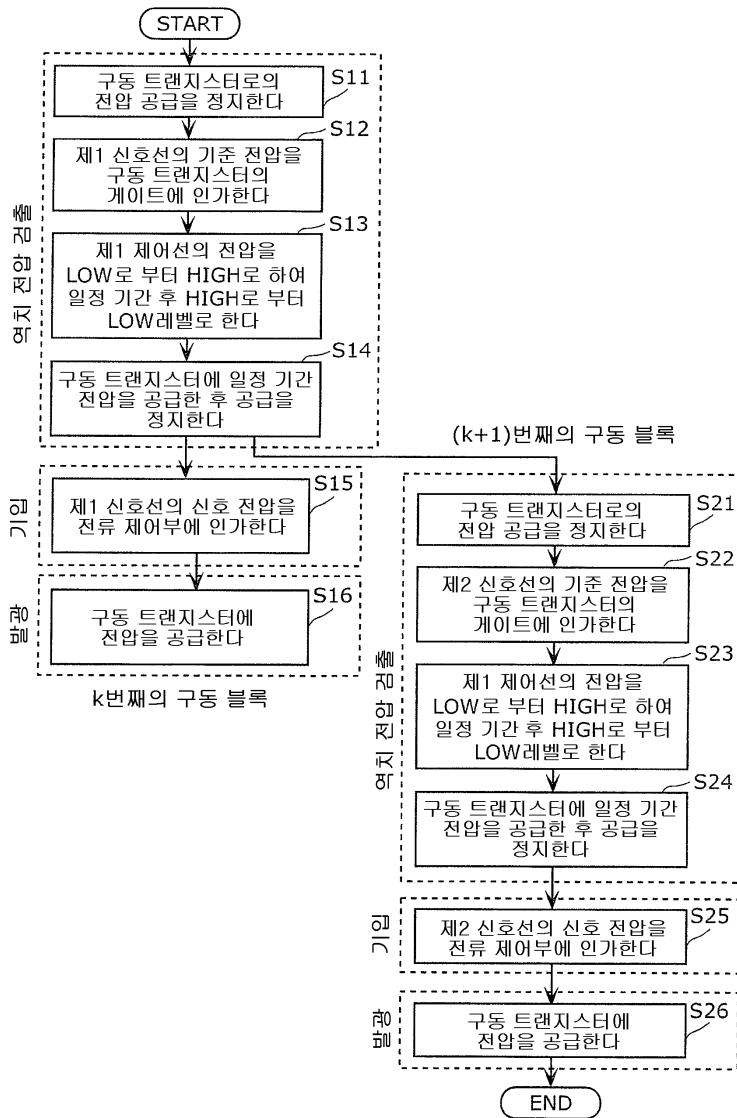 START
S11
구동 트랜지스터로의
전압 공급을 정지한다
S12
제1 신호선의 기준 전압을
구동 트랜지스터의
게이트에 인가한다
S13
제1 제어선의 전압을
LOW로 부터 HIGH로 하여
일정 기간 후 HIGH로 부터
LOW레벨로 한다
S14
구동 트랜지스터에 일정 기간
전압을 공급한 후 공급을
정지한다
역치 전압 검출
S15
제1 신호선의 신호 전압을
전류 제어부에 인가한다
기입
S16
구동 트랜지스터에
전압을 공급한다
발광
k번째의 구동 블록
(k+1)번째의 구동 블록
S21
구동 트랜지스터로의
전압 공급을 정지한다
S22
제2 신호선의 기준 전압을
구동 트랜지스터의
게이트에 인가한다
S23
제1 제어선의 전압을
LOW로 부터 HIGH로 하여
일정 기간 후 HIGH로 부터
LOW레벨로 한다
S24
구동 트랜지스터에 일정 기간
전압을 공급한 후 공급을
정지한다
역치 전압 검출
S25
제2 신호선의 신호 전압을
전류 제어부에 인가한다
기입
S26
구동 트랜지스터에
전압을 공급한다
발광
END